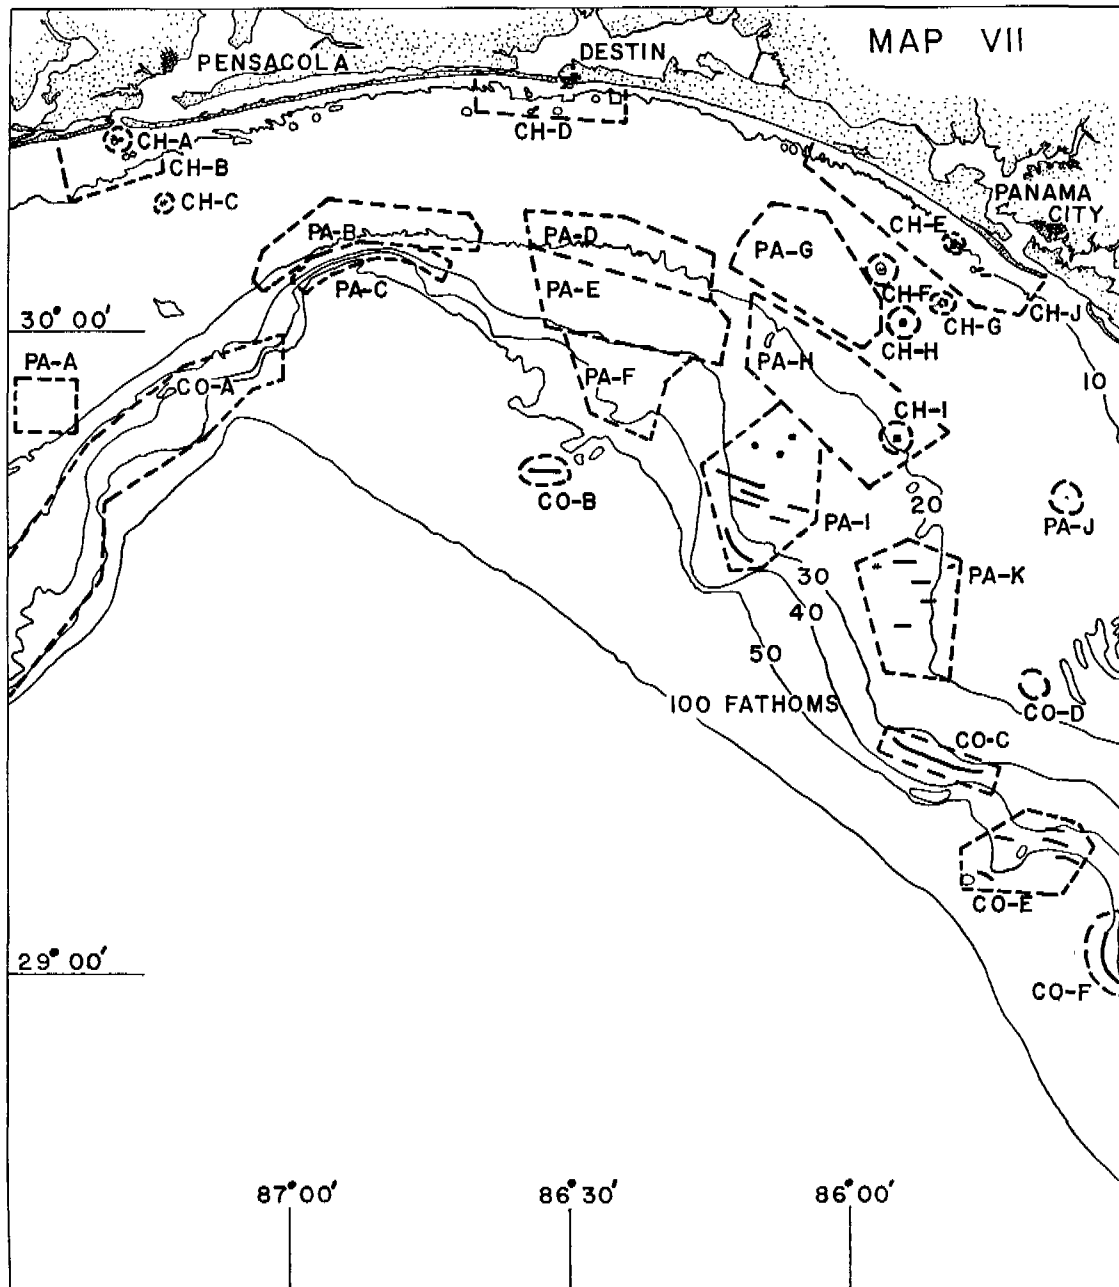 MAP VII
DESTIN
PENSACOLA
CH-A
CH-D
CH-B
PANAMA
CITY
CH-C
CH-E
PA-B
PA-D
PA-G
PA-C
PA-E
CH-F
CH-J
CH-G
30° 00'
CH-H
PA-A
PA-H
CO-A
PA-F
10
CH-I
CO-B
20
PA-I
PA-J
30
PA-K
40
50
100 FATHOMS
CO-D
CO-C
CO-E
29° 00'
CO-F
87° 00'
86° 30'
86° 00'